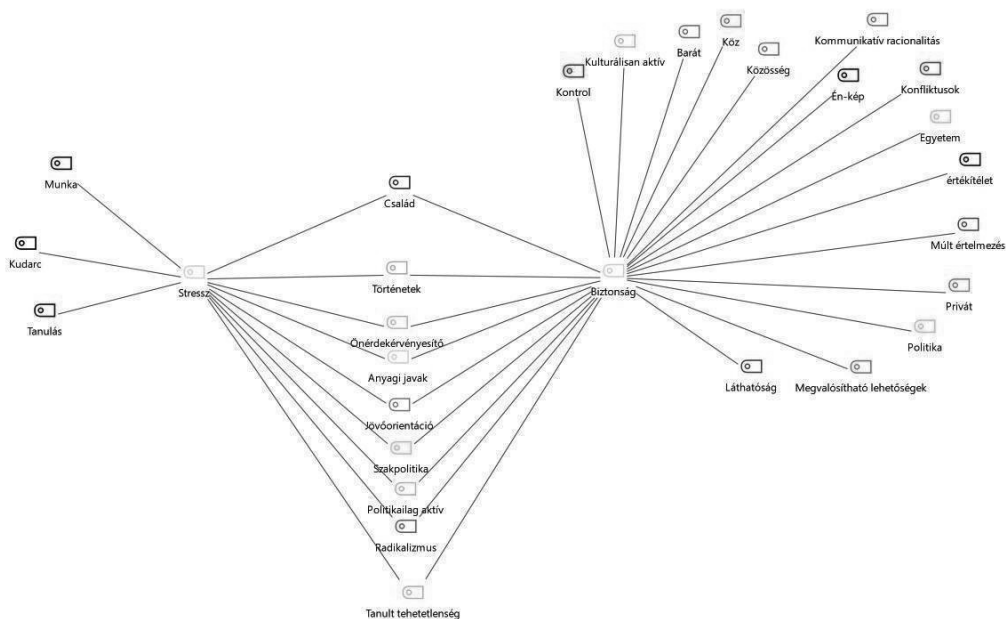 Kommunikatív racionalitás
Köz
Barát
Kulturálisan aktív
Közösség
Kontrol
Én-kép
Konfliktusok
Egyetem
értékítélet
Munka
Család
Múlt értelmezés
Kudarc
Történetek
Stressz
Biztonság
Privát
Tanulás
Önérdekérvényesítő
Politika
Anyagi javak
Láthatóság
Megvalósítható lehetőségek
Jövőorientáció
Szakpolitika
Politikailag aktív
Radikalizmus
Tanult tehetetlenség